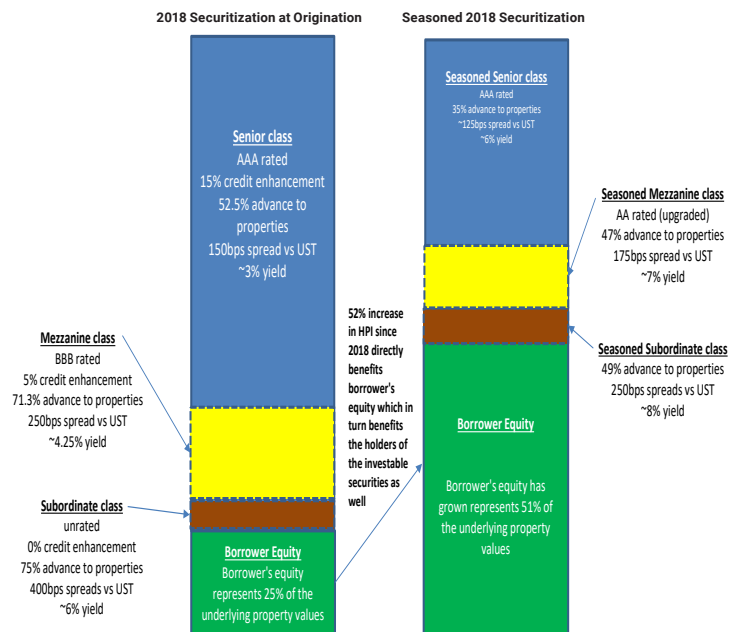 2018 Securitization at Origination
Seasoned 2018 Securitization
Senior class
AAA rated
15% credit enhancement
52.5% advance to
properties
150bps spread vs UST
~3% yield
Mezzanine class
BBB rated
5% credit enhancement
71.3% advance to properties
250bps spread vs UST
~4.25% yield
Subordinate class
unrated
0% credit enhancement
75% advance to properties
400bps spreads vs UST
~6% yield
Borrower Equity
Borrower's equity
represents 25% of the
underlying property values
52% increase
in HPI since
2018 directly
benefits
borrower's
equity which in
turn benefits
the holders of
the investable
securities as
well
Seasoned Senior class
AAA rated
35% advance to properties
~125bps spread vs UST
~6% yield
Seasoned Mezzanine class
AA rated (upgraded)
47% advance to properties
175bps spread vs UST
~7% yield
Seasoned Subordinate class
49% advance to properties
250bps spreads vs UST
~8% yield
Borrower Equity
Borrower's equity has
grown represents 51% of
the underlying property
values